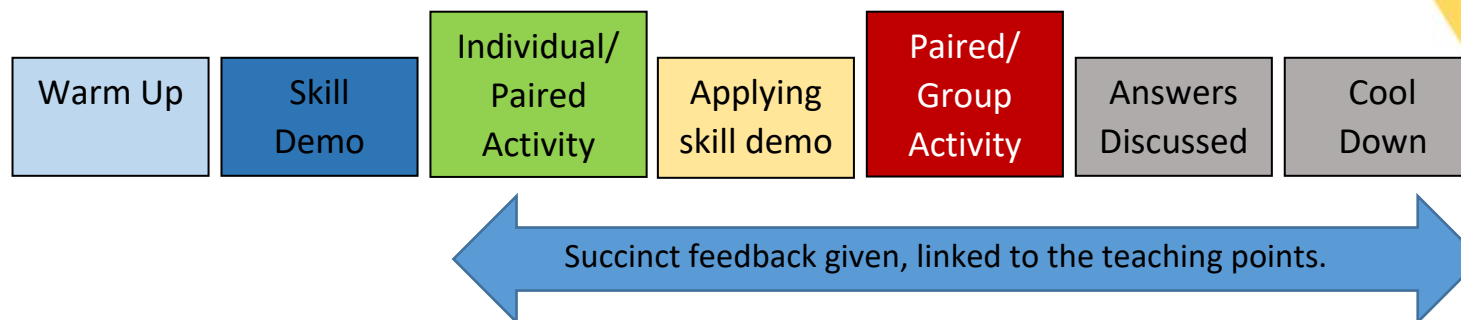 Warm Up
Skill
Demo
Individual/
Paired
Activity
Applying
skill demo
Paired/
Group
Activity
Answers
Discussed
Cool
Down
Succinct feedback given, linked to the teaching points.